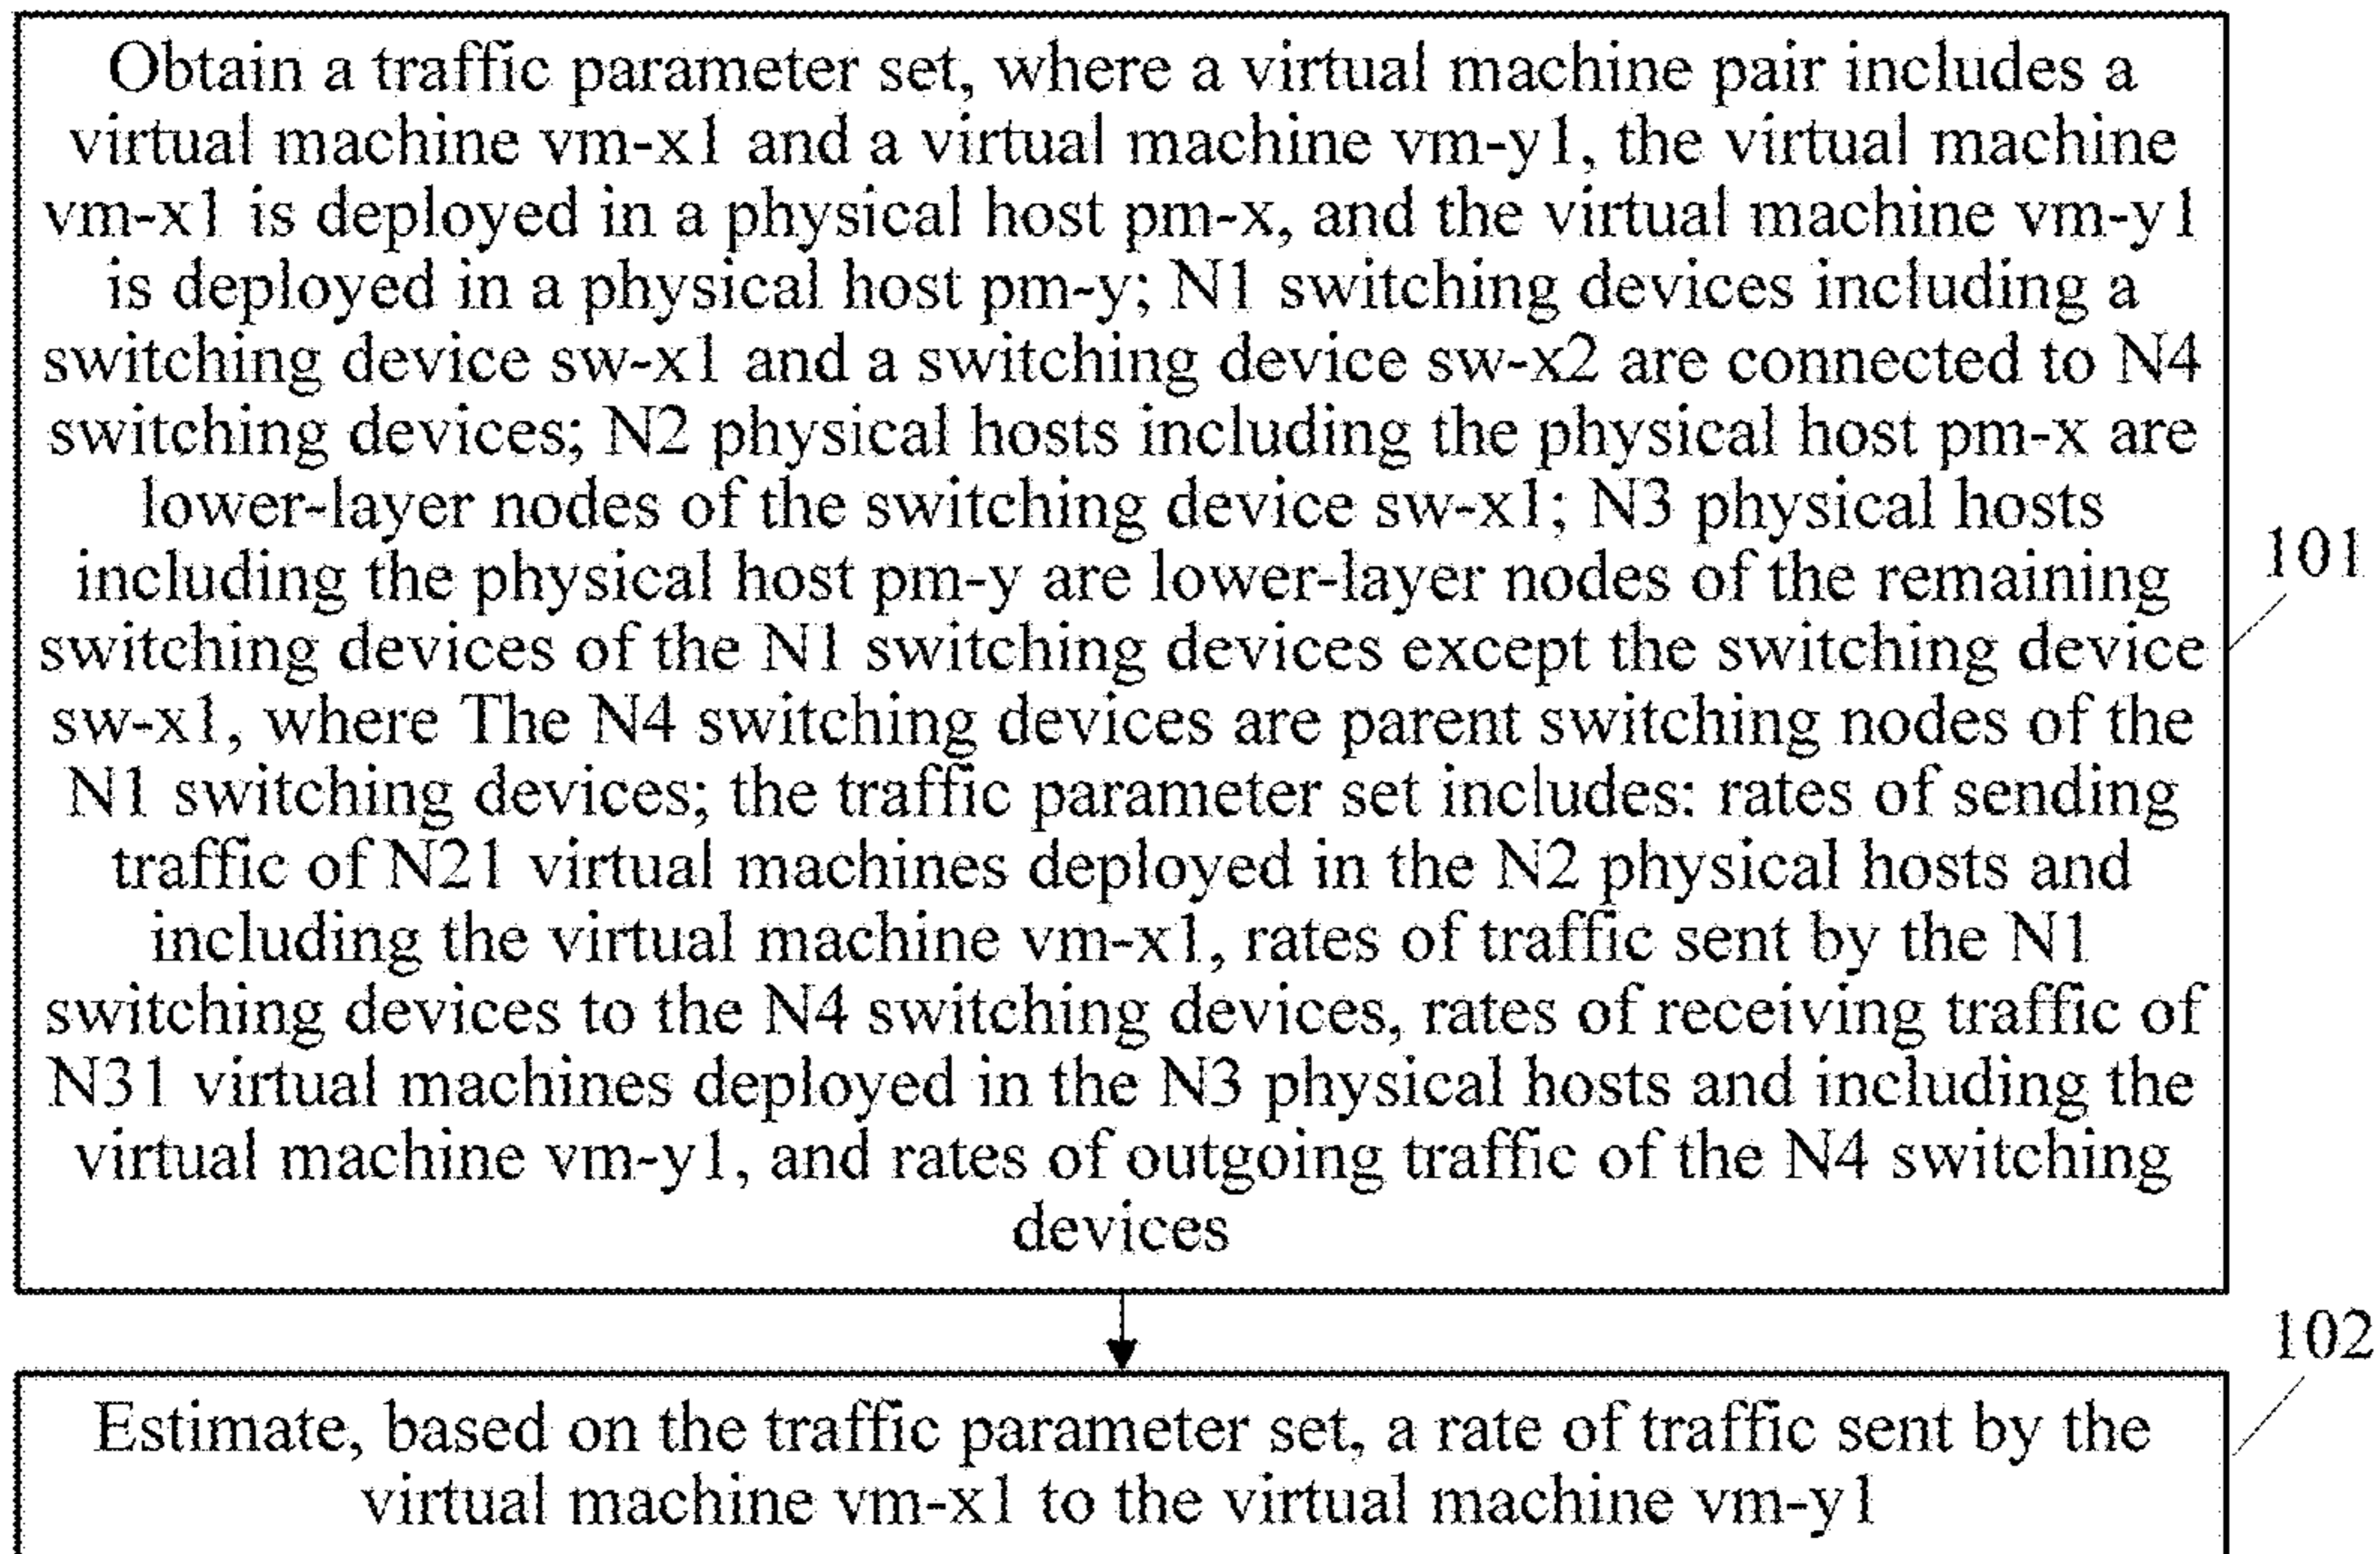 Obtain a traffic parameter set, where a virtual machine pair includes a
virtual machine vm-x1 and a virtual machine vm-y1, the virtual machine
vm-x1 is deployed in a physical host pm-x, and the virtual machine vm-y1
is deployed in a physical host pm-y; N1 switching devices including a
switching device sw-x1 and a switching device sw-x2 are connected to N4
switching devices; N2 physical hosts including the physical host pm-x are
lower-layer nodes of the switching device sw-x1; N3 physical hosts
including the physical host pm-y are lower-layer nodes of the remaining
switching devices of the N1 switching devices except the switching device
sw-x1, where The N4 switching devices are parent switching nodes of the
N1 switching devices; the traffic parameter set includes: rates of sending
traffic of N21 virtual machines deployed in the N2 physical hosts and
including the virtual machine vm-x1, rates of traffic sent by the N1
switching devices to the N4 switching devices, rates of receiving traffic of
N31 virtual machines deployed in the N3 physical hosts and including the
virtual machine vm-y1, and rates of outgoing traffic of the N4 switching
devices
101
102
Estimate, based on the traffic parameter set, a rate of traffic sent by the
virtual machine vm-x1 to the virtual machine vm-y1